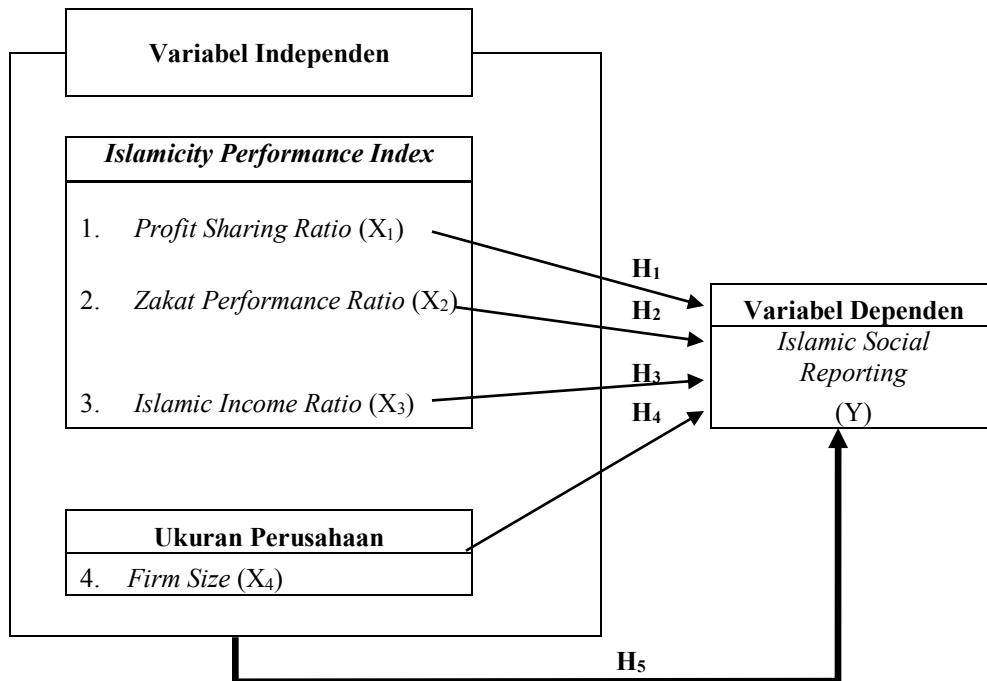 Variabel Independen
Islamicity Performance Index
1. Profit Sharing Ratio (X₁)
2. Zakat Performance Ratio (X₂)
3. Islamic Income Ratio (X₃)
Ukuran Perusahaan
4. Firm Size (X₄)
H₁
H₂
H₃
H₄
Variabel Dependen
Islamic Social
Reporting
(Y)
H₅